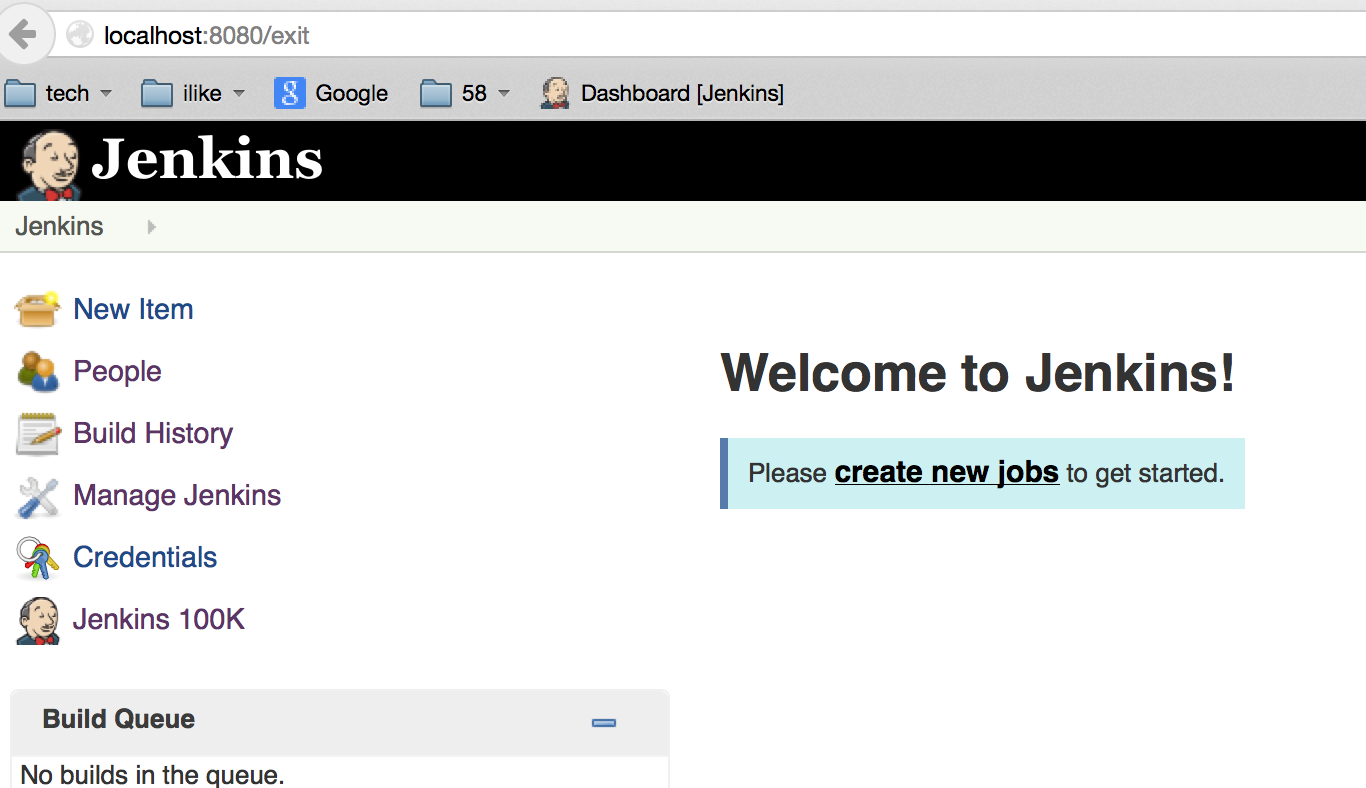 localhost:8080/exit
tech ilike Google 58 Dashboard [Jenkins]
Jenkins
Jenkins
New Item
People
Build History
Manage Jenkins
Credentials
Jenkins 100K
Welcome to Jenkins!
Please create new jobs to get started.
Build Queue
No builds in the queue.